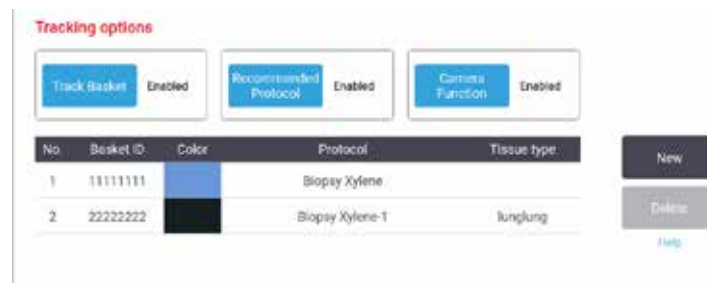 Tracking options
Track Basket Enabled
Recommended Protocol Enabled
Camera Function Enabled
No. Basket ID Color Protocol Tissue type
1 11111111 Biopsy Xylene
2 22222222 Biopsy Xylene-1 lunglung
New
Delete
Help